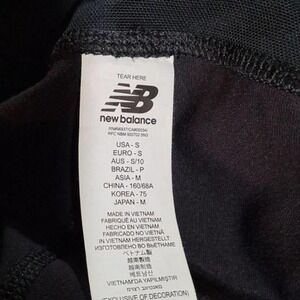 TEAR HERE
NB
new balance
USA - S
EURO - S
AUS - S/10
BRAZIL - P
ASIA - M
CHINA - 160/68A
KOREA - 75
JAPAN - M
MADE IN VIETNAM
FABRIQUÉ AU VIETNAM
HECHO EN VIETNAM
FABRICADO NO VIETNÃ
IN VIETNAM HERGESTELLT
ИЗГОТОВЛЕНО ВО ВЬЕТНАМЕ
ベトナム製
越南制造
越南製造
베트남산
VIETNAM'DA YAPILMIŞTIR
(EXCLUSIVE OF DECORATION)